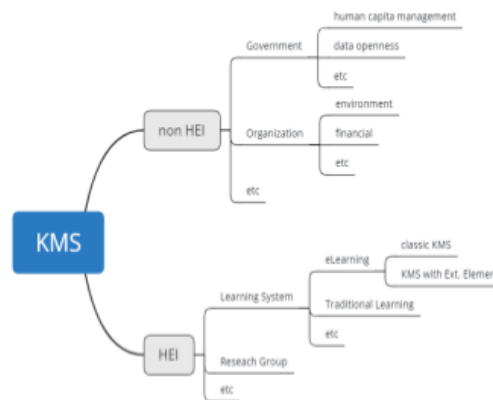 human capita management
Government
data openness
etc
environment
non HEI
Organization
financial
etc
etc
KMS
classic KMS
eLearning
KMS with Ext. Elemen
Learning System
Traditional Learning
etc
HEI
Reseach Group
etc